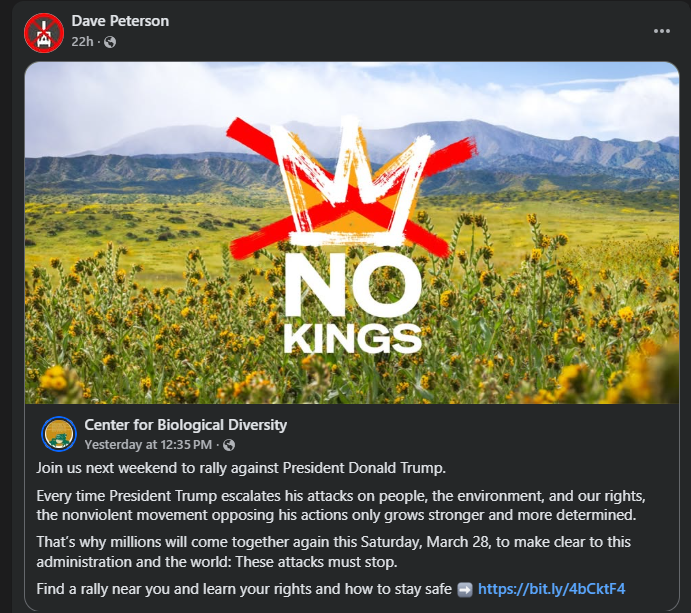 Dave Peterson
22h ·
NO
KINGS
Center for Biological Diversity
Yesterday at 12:35 PM ·
Join us next weekend to rally against President Donald Trump.
Every time President Trump escalates his attacks on people, the environment, and our rights,
the nonviolent movement opposing his actions only grows stronger and more determined.
That's why millions will come together again this Saturday, March 28, to make clear to this
administration and the world: These attacks must stop.
Find a rally near you and learn your rights and how to stay safe ➡️ https://bit.ly/4bCktF4